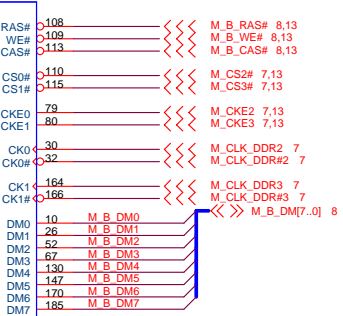 RAS# 108 M_B_RAS# 8,13
WE# 109 M_B_WE# 8,13
CAS# 113 M_B_CAS# 8,13
CS0# 110 M_CS2# 7,13
CS1# 115 M_CS3# 7,13
CKE0 79 M_CKE2 7,13
CKE1 80 M_CKE3 7,13
CK0 30 M_CLK_DDR2 7
CK0# 32 M_CLK_DDR#2 7
CK1 164 M_CLK_DDR3 7
CK1# 166 M_CLK_DDR#3 7
M_B_DM[7..0] 8
DM0 10 M_B_DM0
DM1 26 M_B_DM1
DM2 52 M_B_DM2
DM3 67 M_B_DM3
DM4 130 M_B_DM4
DM5 147 M_B_DM5
DM6 170 M_B_DM6
DM7 185 M_B_DM7